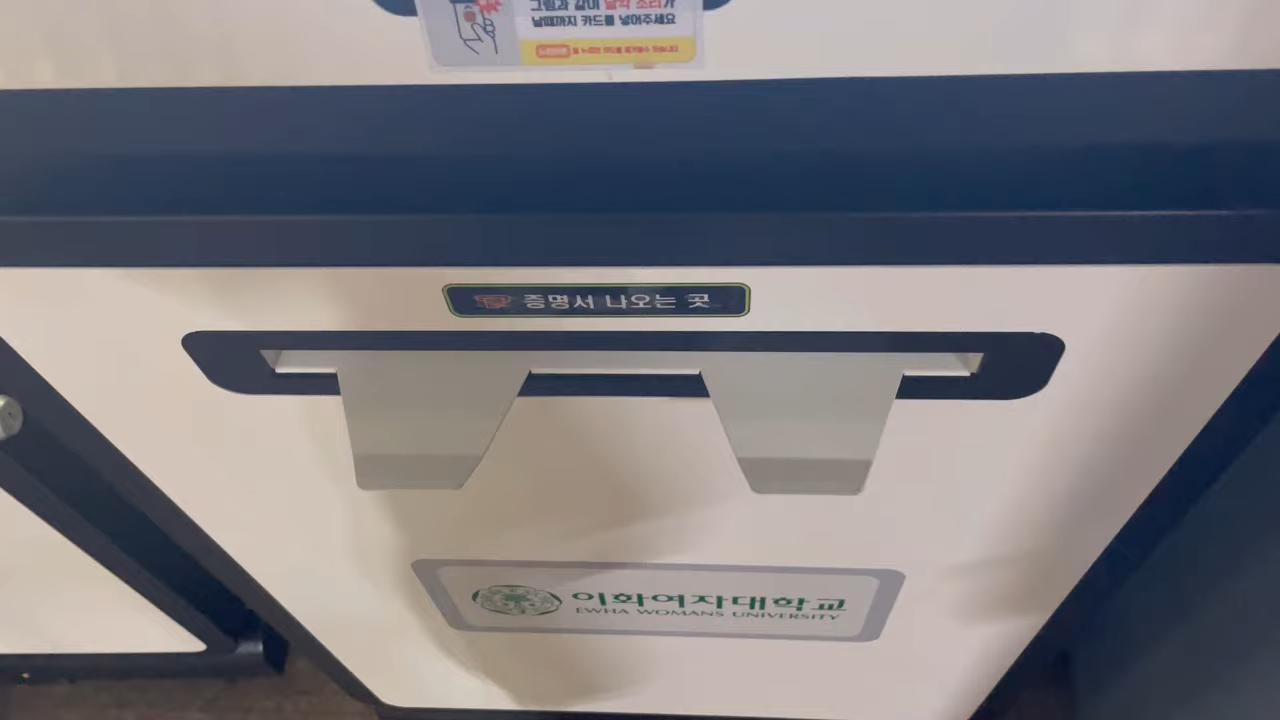 그림과 같이 딸각 소리가
날때까지 카드를 넣어주세요
증명서 나오는 곳
이화여자대학교
EWHA WOMANS UNIVERSITY